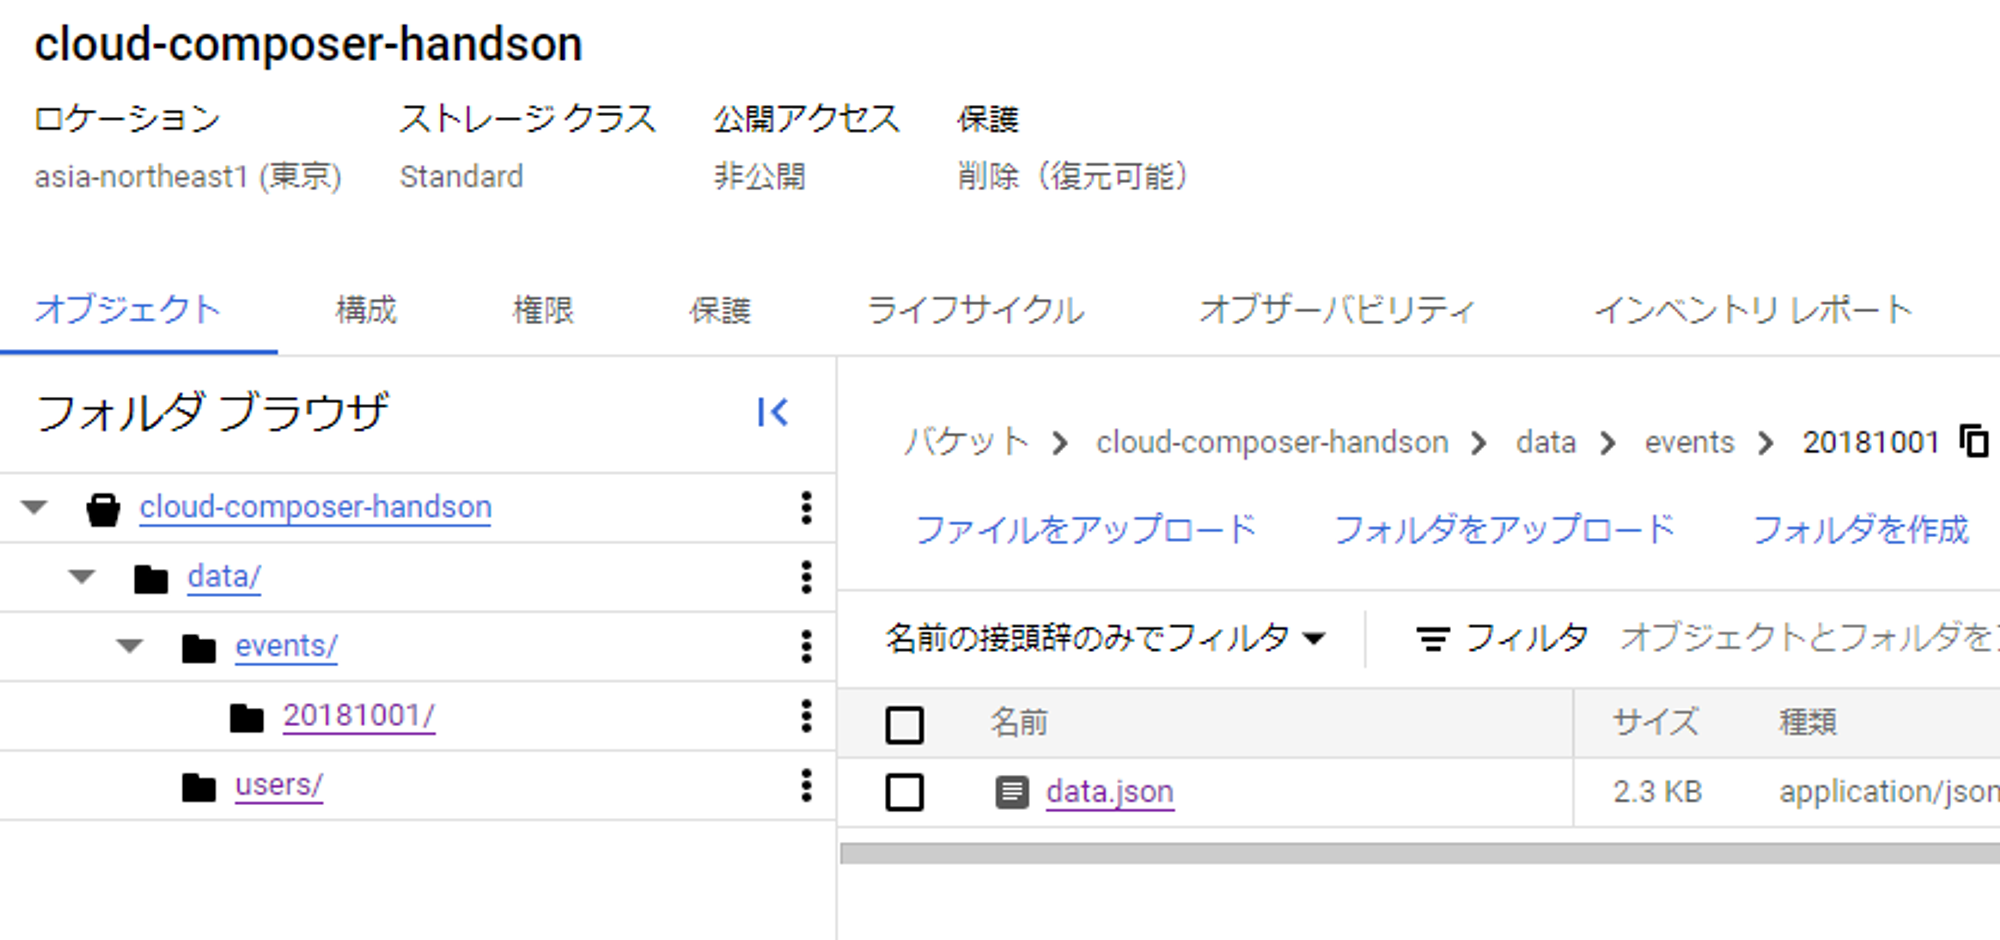 cloud-composer-handson
ロケーション ストレージ クラス 公開アクセス 保護
asia-northeast1 (東京) Standard 非公開 削除（復元可能）
オブジェクト 構成 権限 保護 ライフサイクル オブザーバビリティ インベントリ レポート
フォルダ ブラウザ
cloud-composer-handson
data/
events/
20181001/
users/
バケット > cloud-composer-handson > data > events > 20181001
ファイルをアップロード フォルダをアップロード フォルダを作成
名前の接頭辞のみでフィルタ フィルタ オブジェクトとフォルダを
名前 サイズ 種類
data.json 2.3 KB application/json